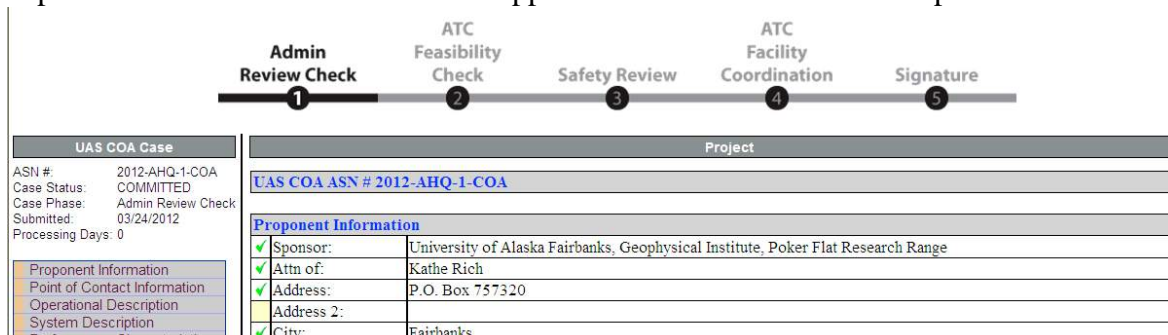 ATC
ATC
Admin
Feasibility
Facility
Review Check
Check
Safety Review
Coordination
Signature
1
2
3
4
5
UAS COA Case
ASN #: 2012-AHQ-1-COA
Case Status: COMMITTED
Case Phase: Admin Review Check
Submitted: 03/24/2012
Processing Days: 0
Proponent Information
Point of Contact Information
Operational Description
System Description
Project
UAS COA ASN # 2012-AHQ-1-COA
Proponent Information
Sponsor: University of Alaska Fairbanks, Geophysical Institute, Poker Flat Research Range
Attn of: Kathe Rich
Address: P.O. Box 757320
Address 2:
City: Fairbanks